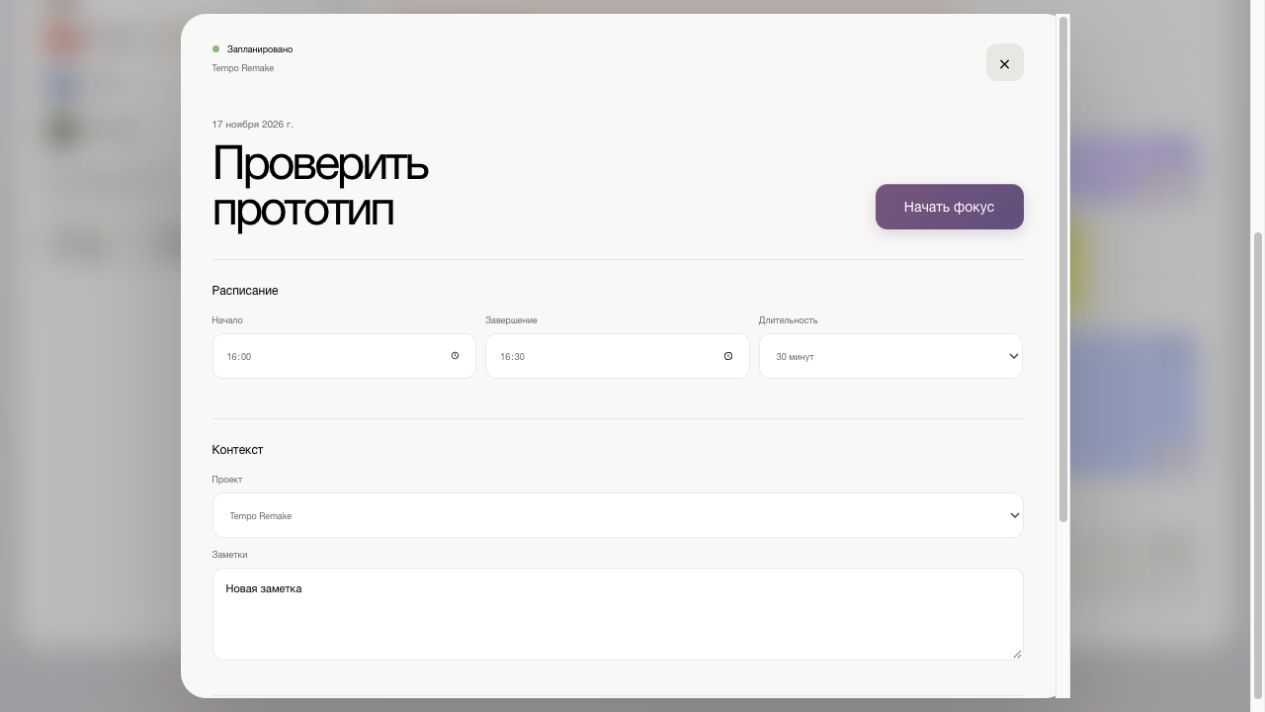 Запланировано
Tempo Remake
17 ноября 2026 г.
Проверить
прототип
Начать фокус
Расписание
Начало
Завершение
Длительность
16:00
16:30
30 минут
Контекст
Проект
Tempo Remake
Заметки
Новая заметка